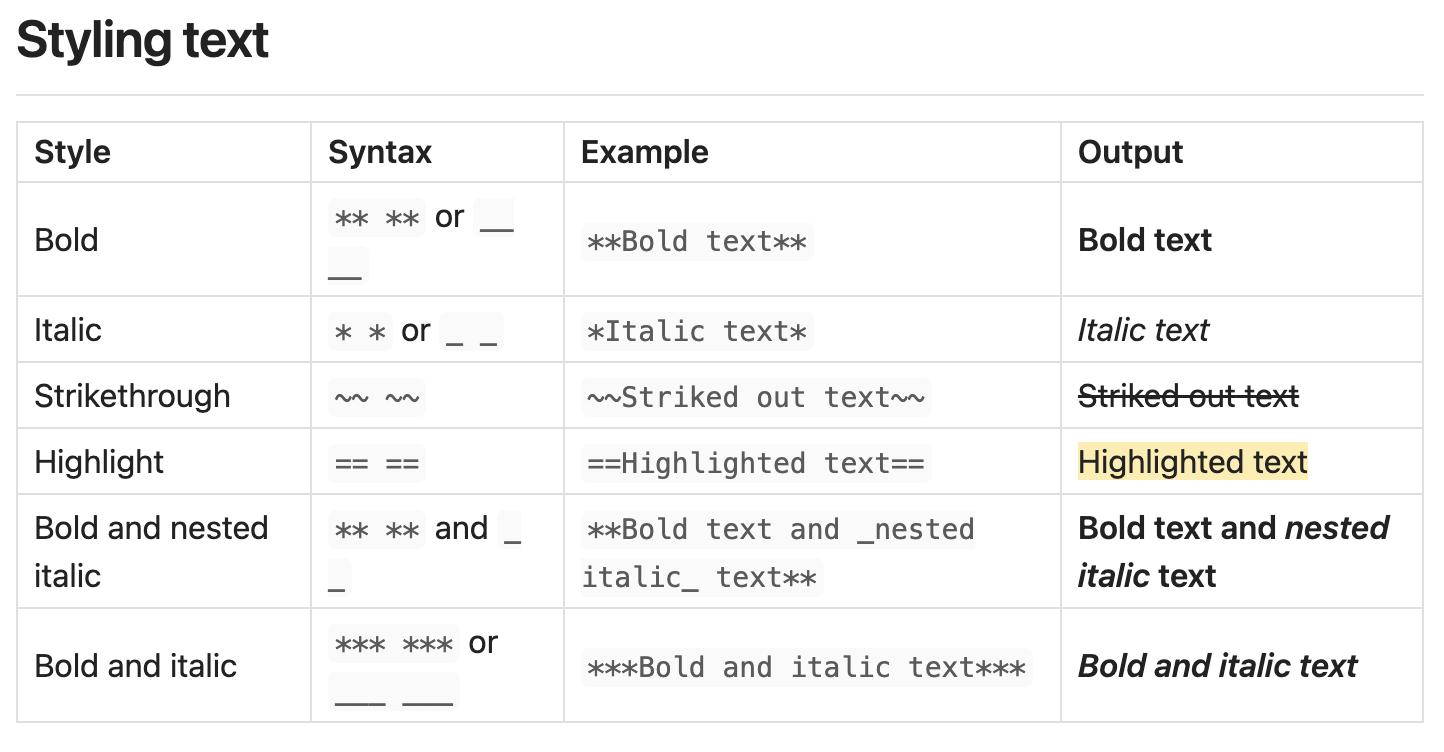 Styling text
Style Syntax Example Output
Bold ** ** or __ __ **Bold text** Bold text
Italic * * or _ _ *Italic text* Italic text
Strikethrough ~~ ~~ ~~Striked out text~~ Striked out text
Highlight == == ==Highlighted text== Highlighted text
Bold and nested italic ** ** and _ _ **Bold text and _nested italic_ text** Bold text and nested italic text
Bold and italic *** *** or ___ ___ ***Bold and italic text*** Bold and italic text